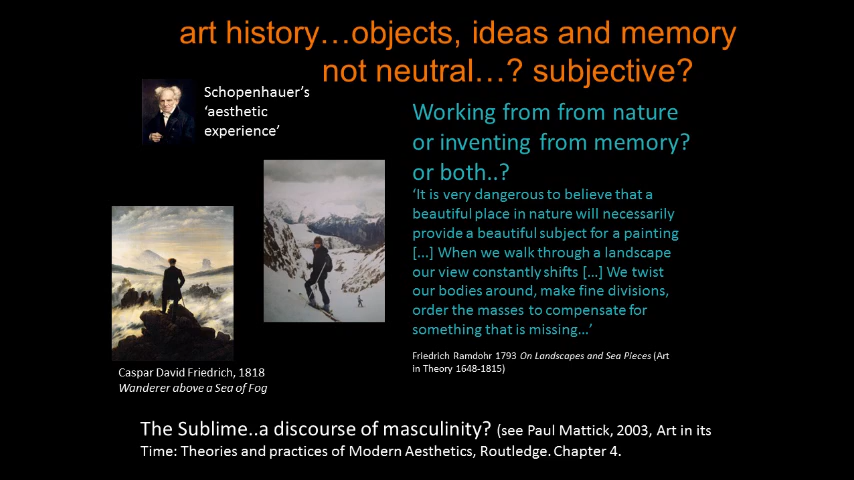 art history…objects, ideas and memory
not neutral…? subjective?
Schopenhauer's
'aesthetic
experience'
Working from from nature
or inventing from memory?
or both..?
'It is very dangerous to believe that a
beautiful place in nature will necessarily
provide a beautiful subject for a painting
[…] When we walk through a landscape
our view constantly shifts […] We twist
our bodies around, make fine divisions,
order the masses to compensate for
something that is missing…'
Friedrich Ramdohr 1793 On Landscapes and Sea Pieces (Art
in Theory 1648-1815)
Caspar David Friedrich, 1818
Wanderer above a Sea of Fog
The Sublime..a discourse of masculinity? (see Paul Mattick, 2003, Art in its
Time: Theories and practices of Modern Aesthetics, Routledge. Chapter 4.